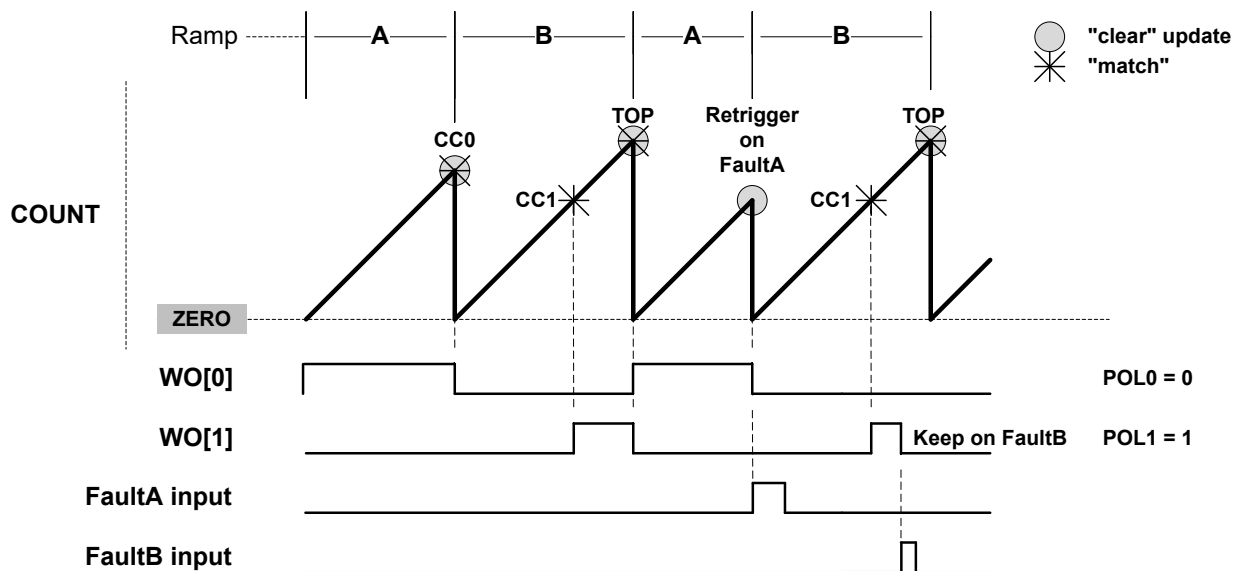 Ramp
A
B
A
B
"clear" update
"match"
COUNT
CC0
TOP
Retrigger
on
FaultA
TOP
CC1
CC1
ZERO
WO[0]
POL0 = 0
WO[1]
Keep on FaultB
POL1 = 1
FaultA input
FaultB input